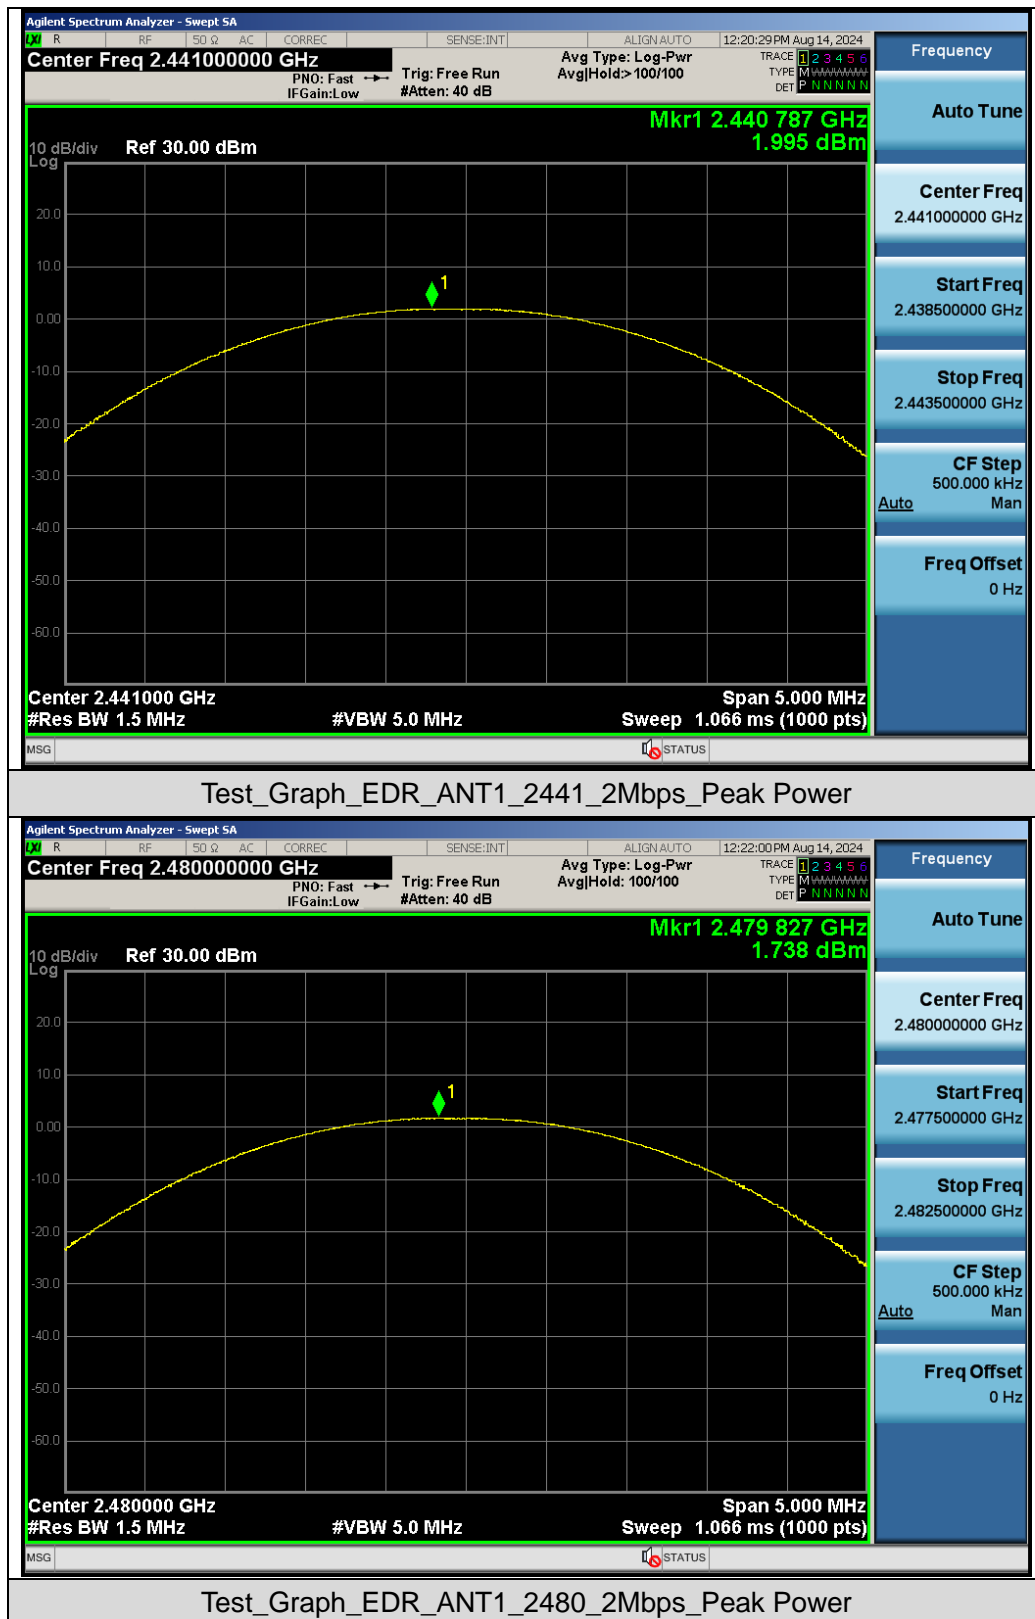 Agilent Spectrum Analyzer - Swept SA
LXI R RF 50 Ω AC CORREC SENSE:INT ALIGN AUTO 12:20:29 PM Aug 14, 2024
Center Freq 2.441000000 GHz
PNO: Fast
IFGain:Low
Trig: Free Run
#Atten: 40 dB
Avg Type: Log-Pwr
Avg|Hold:>100/100
TRACE 1 2 3 4 5 6
TYPE M WWWWW
DET P N N N N N
Mkr1 2.440 787 GHz
1.995 dBm
10 dB/div Ref 30.00 dBm
Log
20.0
10.0
1
0.00
-10.0
-20.0
-30.0
-40.0
-50.0
-60.0
Center 2.441000 GHz Span 5.000 MHz
#Res BW 1.5 MHz #VBW 5.0 MHz Sweep 1.066 ms (1000 pts)
MSG STATUS
Frequency
Auto Tune
Center Freq
2.441000000 GHz
Start Freq
2.438500000 GHz
Stop Freq
2.443500000 GHz
CF Step
500.000 kHz
Auto Man
Freq Offset
0 Hz
Test_Graph_EDR_ANT1_2441_2Mbps_Peak Power
Agilent Spectrum Analyzer - Swept SA
LXI R RF 50 Ω AC CORREC SENSE:INT ALIGN AUTO 12:22:00 PM Aug 14, 2024
Center Freq 2.480000000 GHz
PNO: Fast
IFGain:Low
Trig: Free Run
#Atten: 40 dB
Avg Type: Log-Pwr
Avg|Hold: 100/100
TRACE 1 2 3 4 5 6
TYPE M WWWWW
DET P N N N N N
Mkr1 2.479 827 GHz
1.738 dBm
10 dB/div Ref 30.00 dBm
Log
20.0
10.0
1
0.00
-10.0
-20.0
-30.0
-40.0
-50.0
-60.0
Center 2.480000 GHz Span 5.000 MHz
#Res BW 1.5 MHz #VBW 5.0 MHz Sweep 1.066 ms (1000 pts)
MSG STATUS
Frequency
Auto Tune
Center Freq
2.480000000 GHz
Start Freq
2.477500000 GHz
Stop Freq
2.482500000 GHz
CF Step
500.000 kHz
Auto Man
Freq Offset
0 Hz
Test_Graph_EDR_ANT1_2480_2Mbps_Peak Power